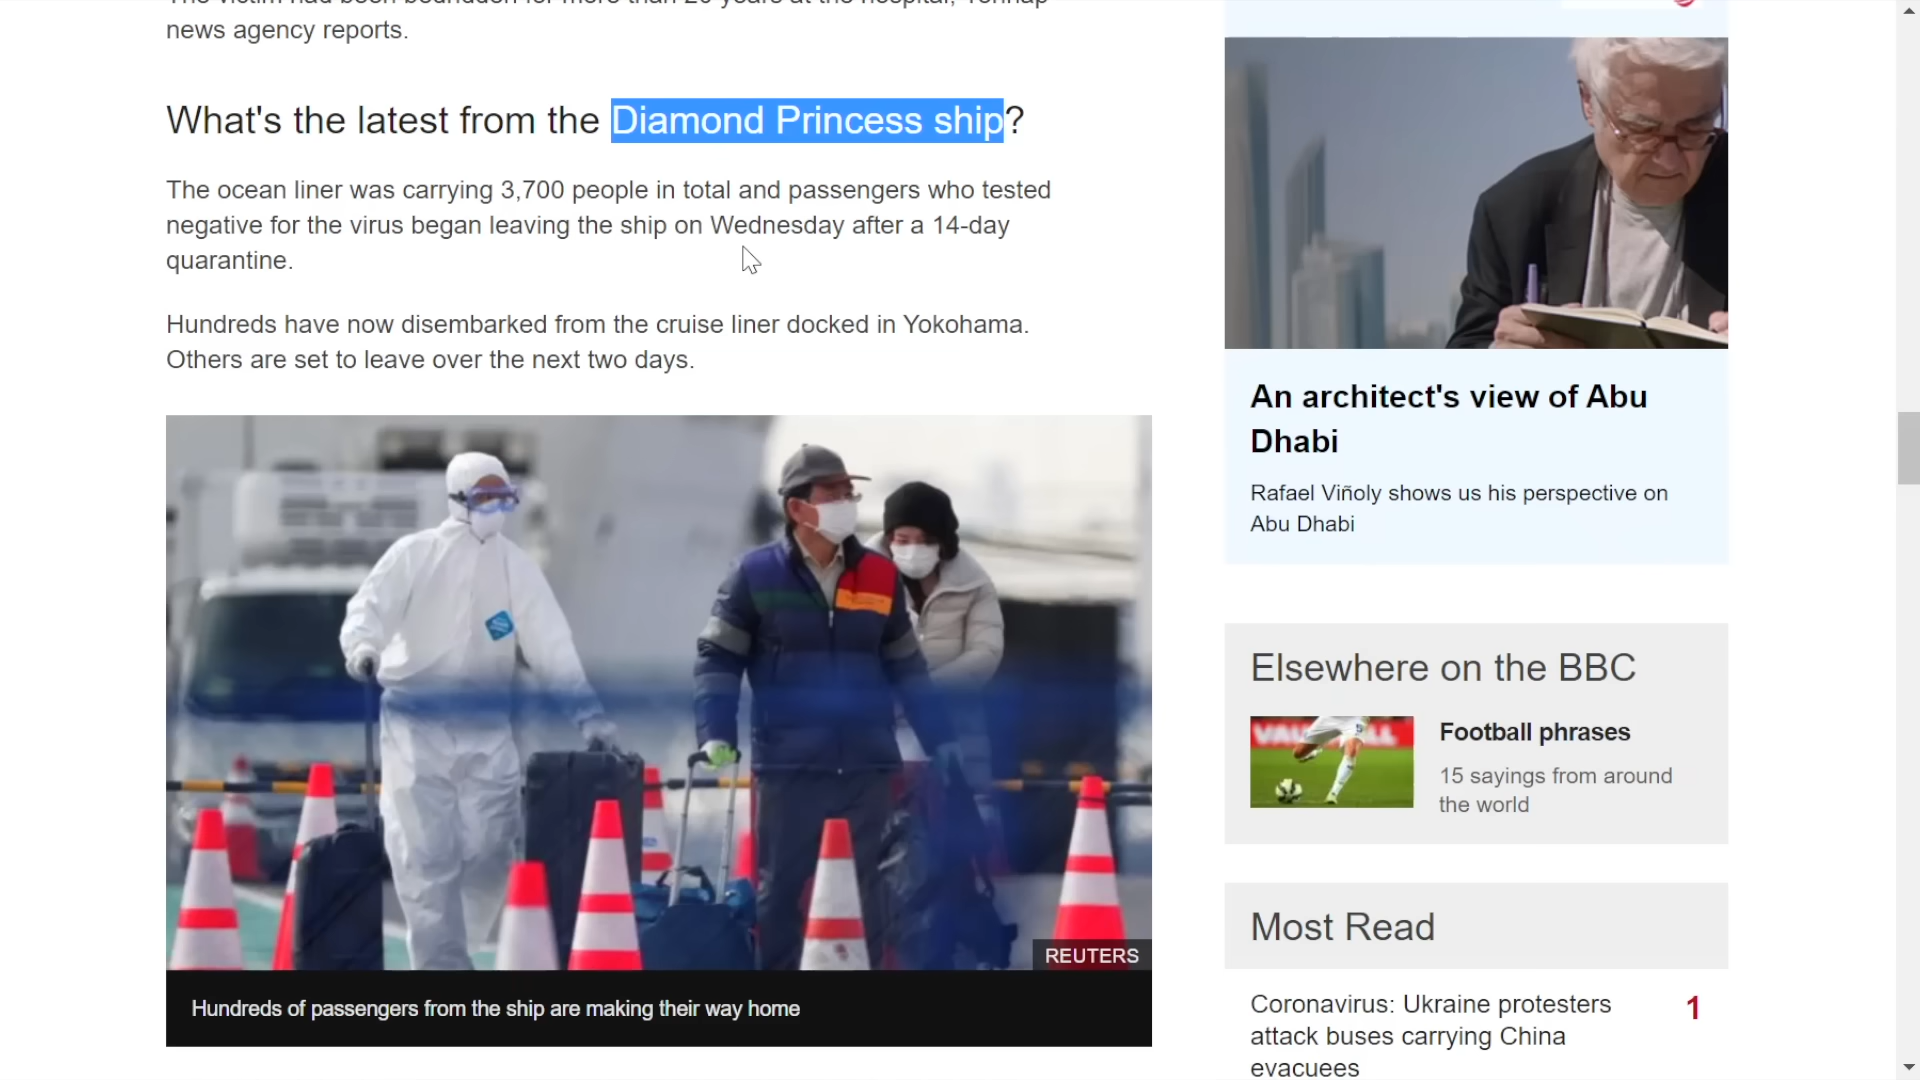 news agency reports.
What's the latest from the Diamond Princess ship?
The ocean liner was carrying 3,700 people in total and passengers who tested
negative for the virus began leaving the ship on Wednesday after a 14-day
quarantine.
Hundreds have now disembarked from the cruise liner docked in Yokohama.
Others are set to leave over the next two days.
REUTERS
Hundreds of passengers from the ship are making their way home
An architect's view of Abu
Dhabi
Rafael Viñoly shows us his perspective on
Abu Dhabi
Elsewhere on the BBC
Football phrases
15 sayings from around
the world
Most Read
Coronavirus: Ukraine protesters
attack buses carrying China
evacuees
1